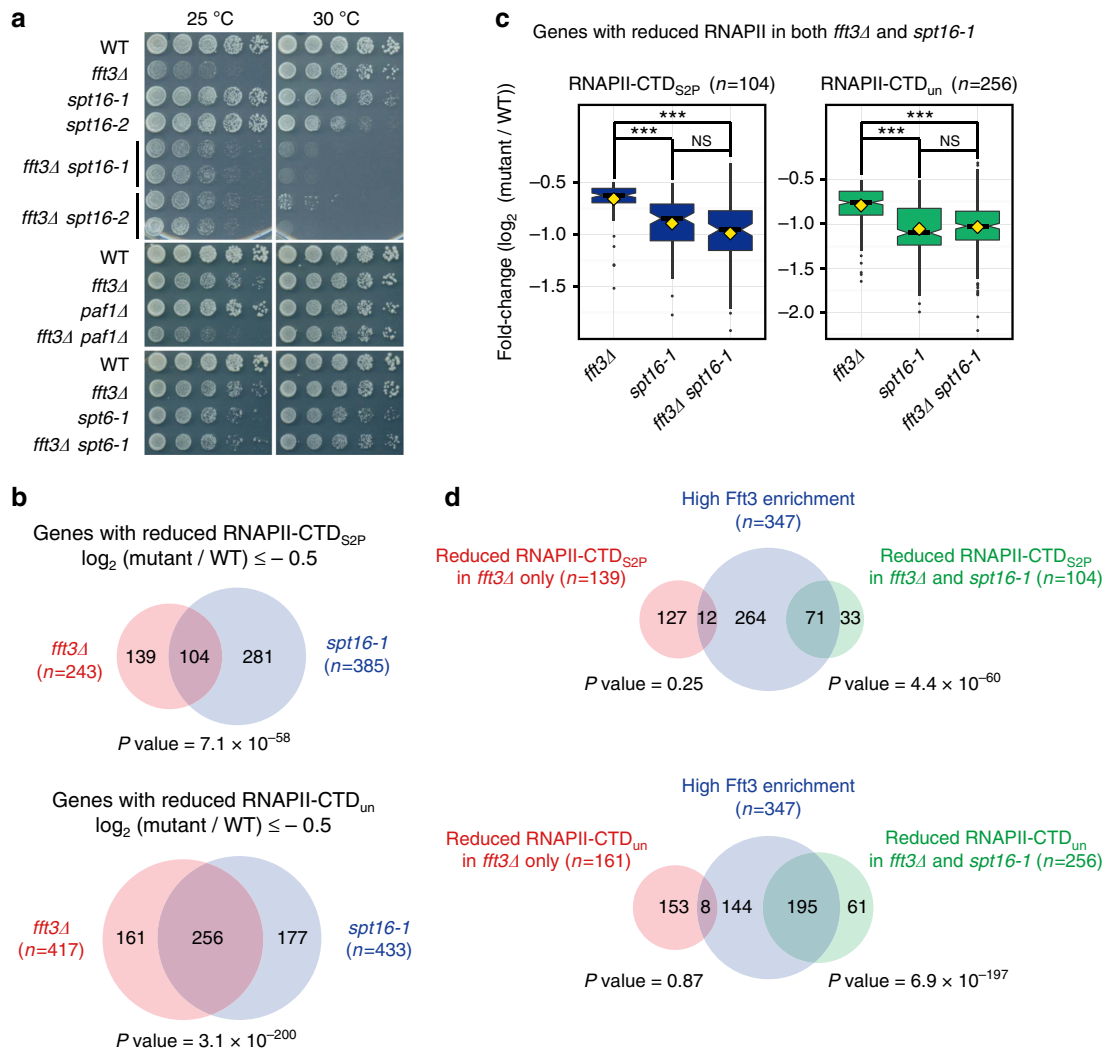 a
25 °C
30 °C
WT
fft3Δ
spt16-1
spt16-2
fft3Δ spt16-1
fft3Δ spt16-2
WT
fft3Δ
paf1Δ
fft3Δ paf1Δ
WT
fft3Δ
spt6-1
fft3Δ spt6-1
b
Genes with reduced RNAPII-CTD_S2P
log₂ (mutant / WT) ≤ – 0.5
fft3Δ
(n=243)
139
104
281
spt16-1
(n=385)
P value = 7.1 × 10⁻⁵⁸
Genes with reduced RNAPII-CTD_un
log₂ (mutant / WT) ≤ – 0.5
fft3Δ
(n=417)
161
256
177
spt16-1
(n=433)
P value = 3.1 × 10⁻²⁰⁰
c
Genes with reduced RNAPII in both fft3Δ and spt16-1
Fold-change (log₂ (mutant / WT))
RNAPII-CTD_S2P (n=104)
***
***
NS
–0.5
–1.0
–1.5
fft3Δ
spt16-1
fft3Δ spt16-1
RNAPII-CTD_un (n=256)
***
***
NS
–0.5
–1.0
–1.5
–2.0
fft3Δ
spt16-1
fft3Δ spt16-1
d
High Fft3 enrichment
(n=347)
Reduced RNAPII-CTD_S2P
in fft3Δ only (n=139)
Reduced RNAPII-CTD_S2P
in fft3Δ and spt16-1 (n=104)
127
12
264
71
33
P value = 0.25
P value = 4.4 × 10⁻⁶⁰
High Fft3 enrichment
(n=347)
Reduced RNAPII-CTD_un
in fft3Δ only (n=161)
Reduced RNAPII-CTD_un
in fft3Δ and spt16-1 (n=256)
153
8
144
195
61
P value = 0.87
P value = 6.9 × 10⁻¹⁹⁷